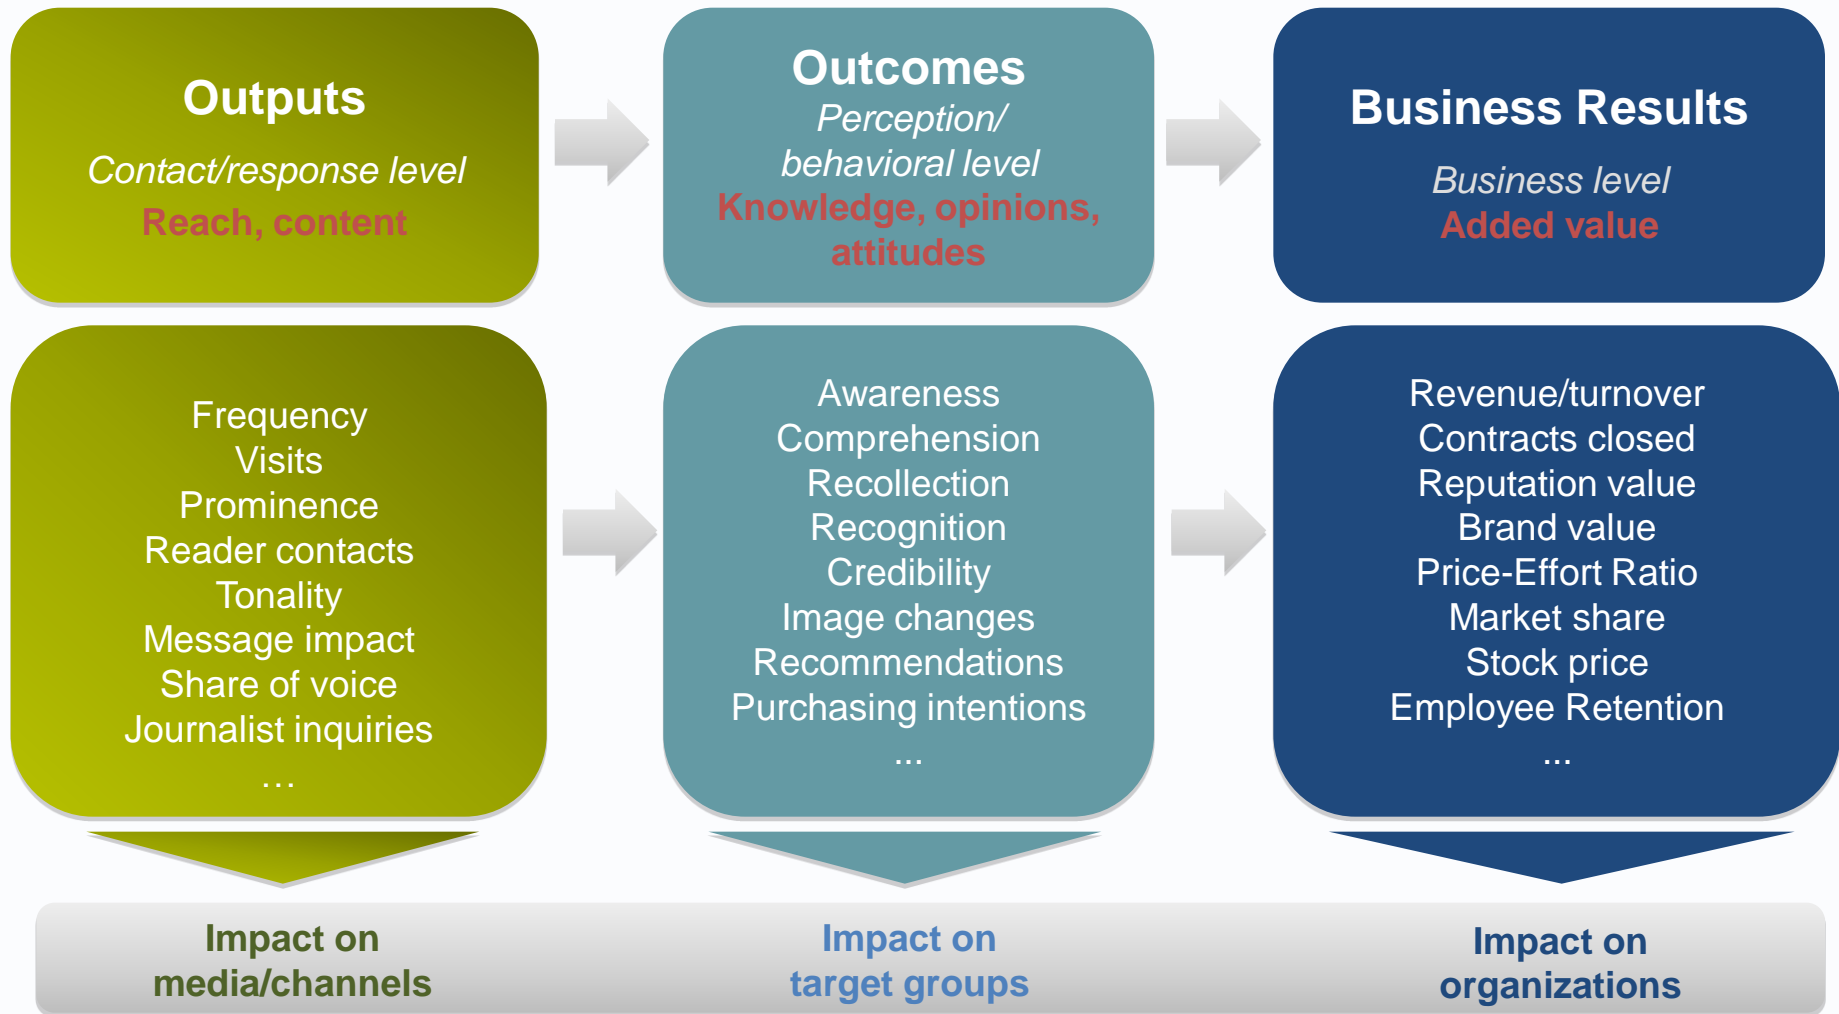 Outputs
Contact/response level
Reach, content
Outcomes
Perception/
behavioral level
Knowledge, opinions,
attitudes
Business Results
Business level
Added value
Frequency
Visits
Prominence
Reader contacts
Tonality
Message impact
Share of voice
Journalist inquiries
…
Awareness
Comprehension
Recollection
Recognition
Credibility
Image changes
Recommendations
Purchasing intentions
...
Revenue/turnover
Contracts closed
Reputation value
Brand value
Price-Effort Ratio
Market share
Stock price
Employee Retention
...
Impact on
media/channels
Impact on
target groups
Impact on
organizations